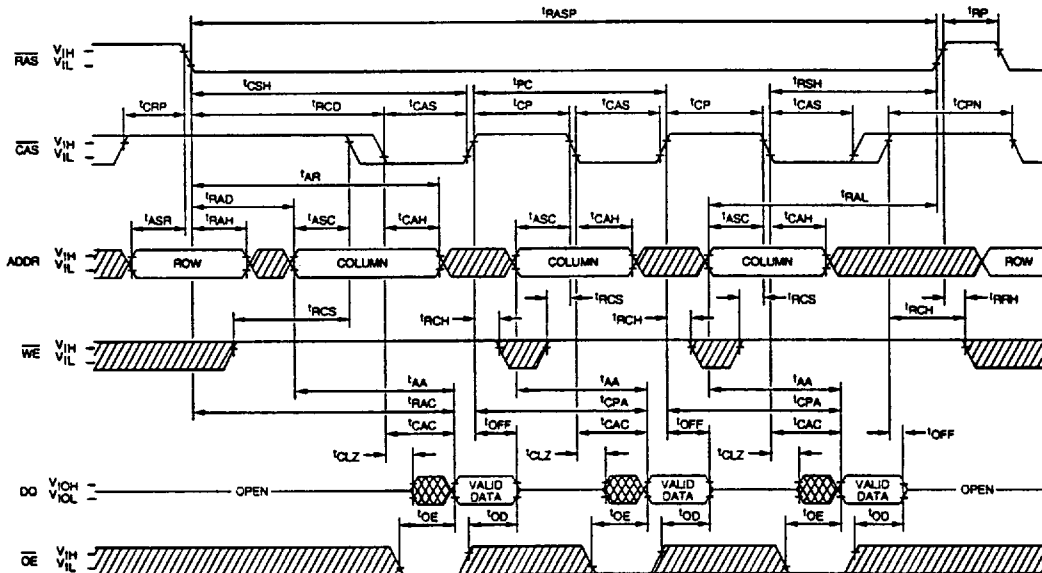 tRASP tRP
RAS VIH
VIL
tCSH tPC tRSH
tCRP tRCD tCAS tCP tCAS tCP tCAS tCPN
CAS VIH
VIL
tAR
tRAD tRAL
tASR tRAH tASC tCAH tASC tCAH tASC tCAH
ADDR VIH
VIL
ROW COLUMN COLUMN COLUMN ROW
tRCS tRCH tRCS tRCH tRCS tRCH tRRH
WE VIH
VIL
tAA tAA tAA
tRAC tCPA tCPA
tCAC tOFF tCAC tOFF tCAC tOFF
tCLZ tCLZ tCLZ
DQ VIOH
VIOL
OPEN VALID DATA VALID DATA VALID DATA OPEN
tOE tOD tOE tOD tOE tOD
OE VIH
VIL